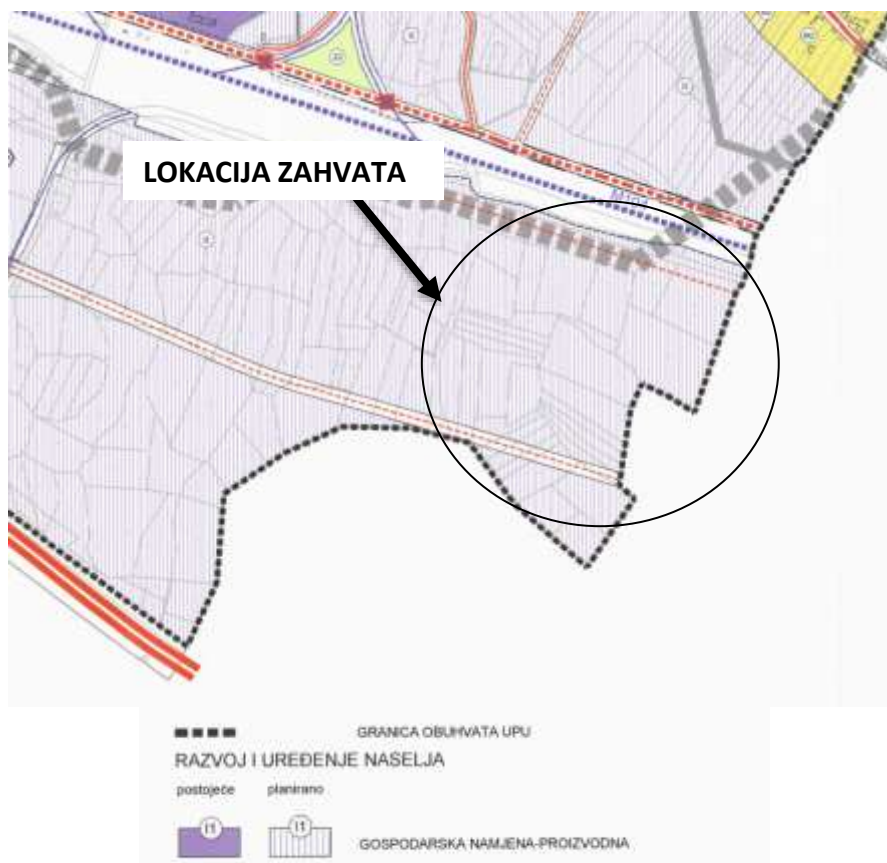 LOKACIJA ZAHVATA
GRANICA OBUHVATA UPU
RAZVOJ I UREĐENJE NASELJA
postojeće planirano
I1 I1 GOSPODARSKA NAMJENA-PROIZVODNA